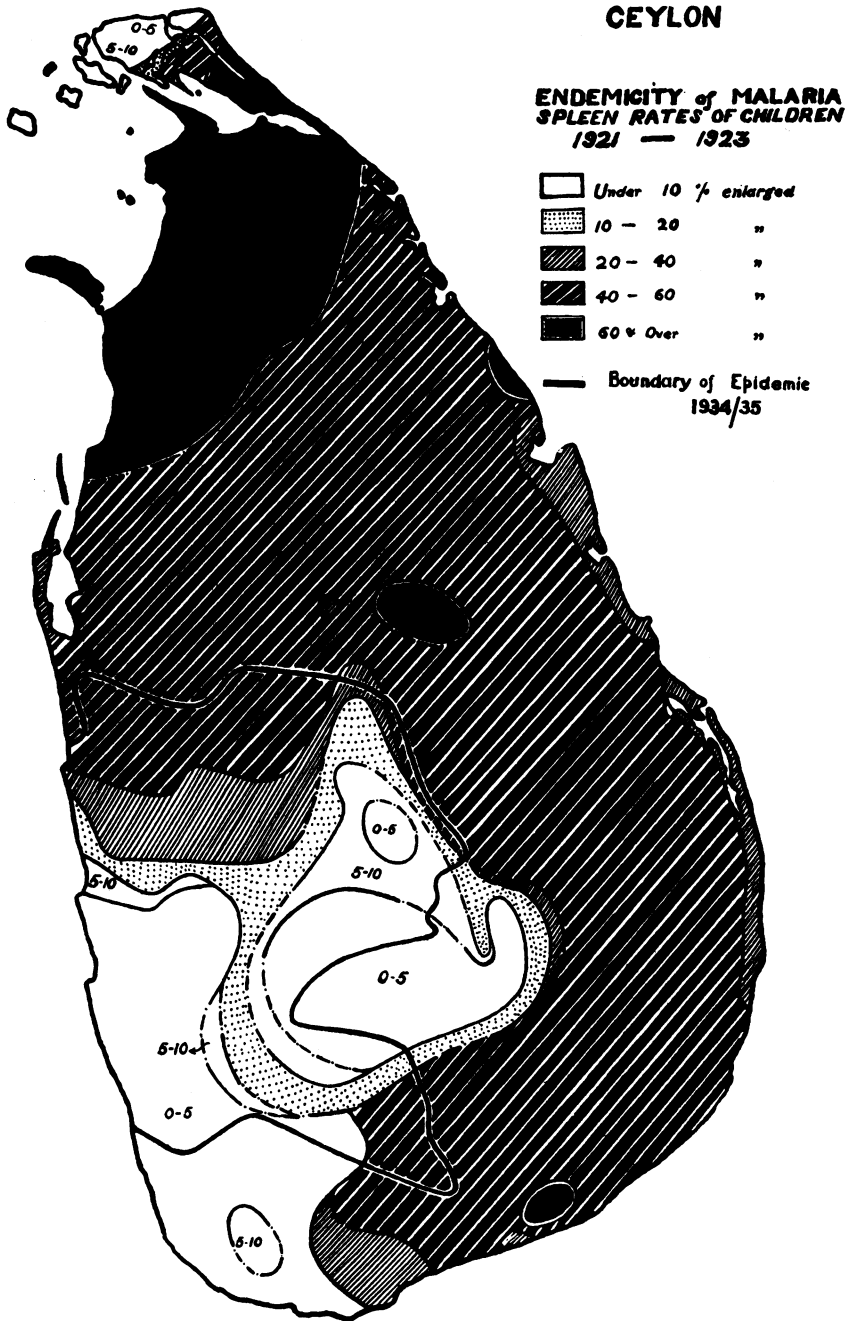 CEYLON
ENDEMICITY of MALARIA
SPLEEN RATES OF CHILDREN
1921 — 1923
Under 10 % enlarged
10 — 20 "
20 - 40 "
40 - 60 "
60 & Over "
Boundary of Epidemic
1934/35
0-5
5-10
0-5
5-10
5-10
0-5
5-10
0-5
5-10